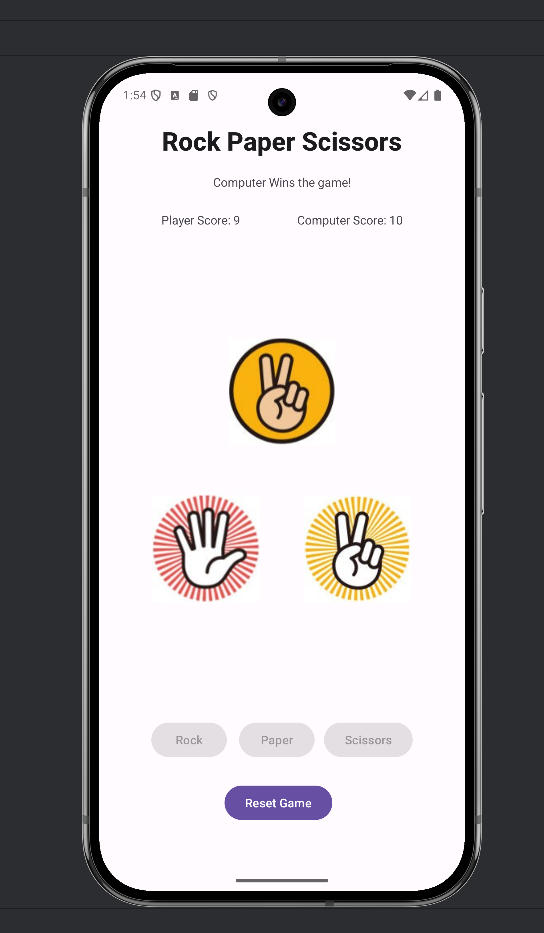 1:54
Rock Paper Scissors
Computer Wins the game!
Player Score: 9 Computer Score: 10
Rock Paper Scissors
Reset Game